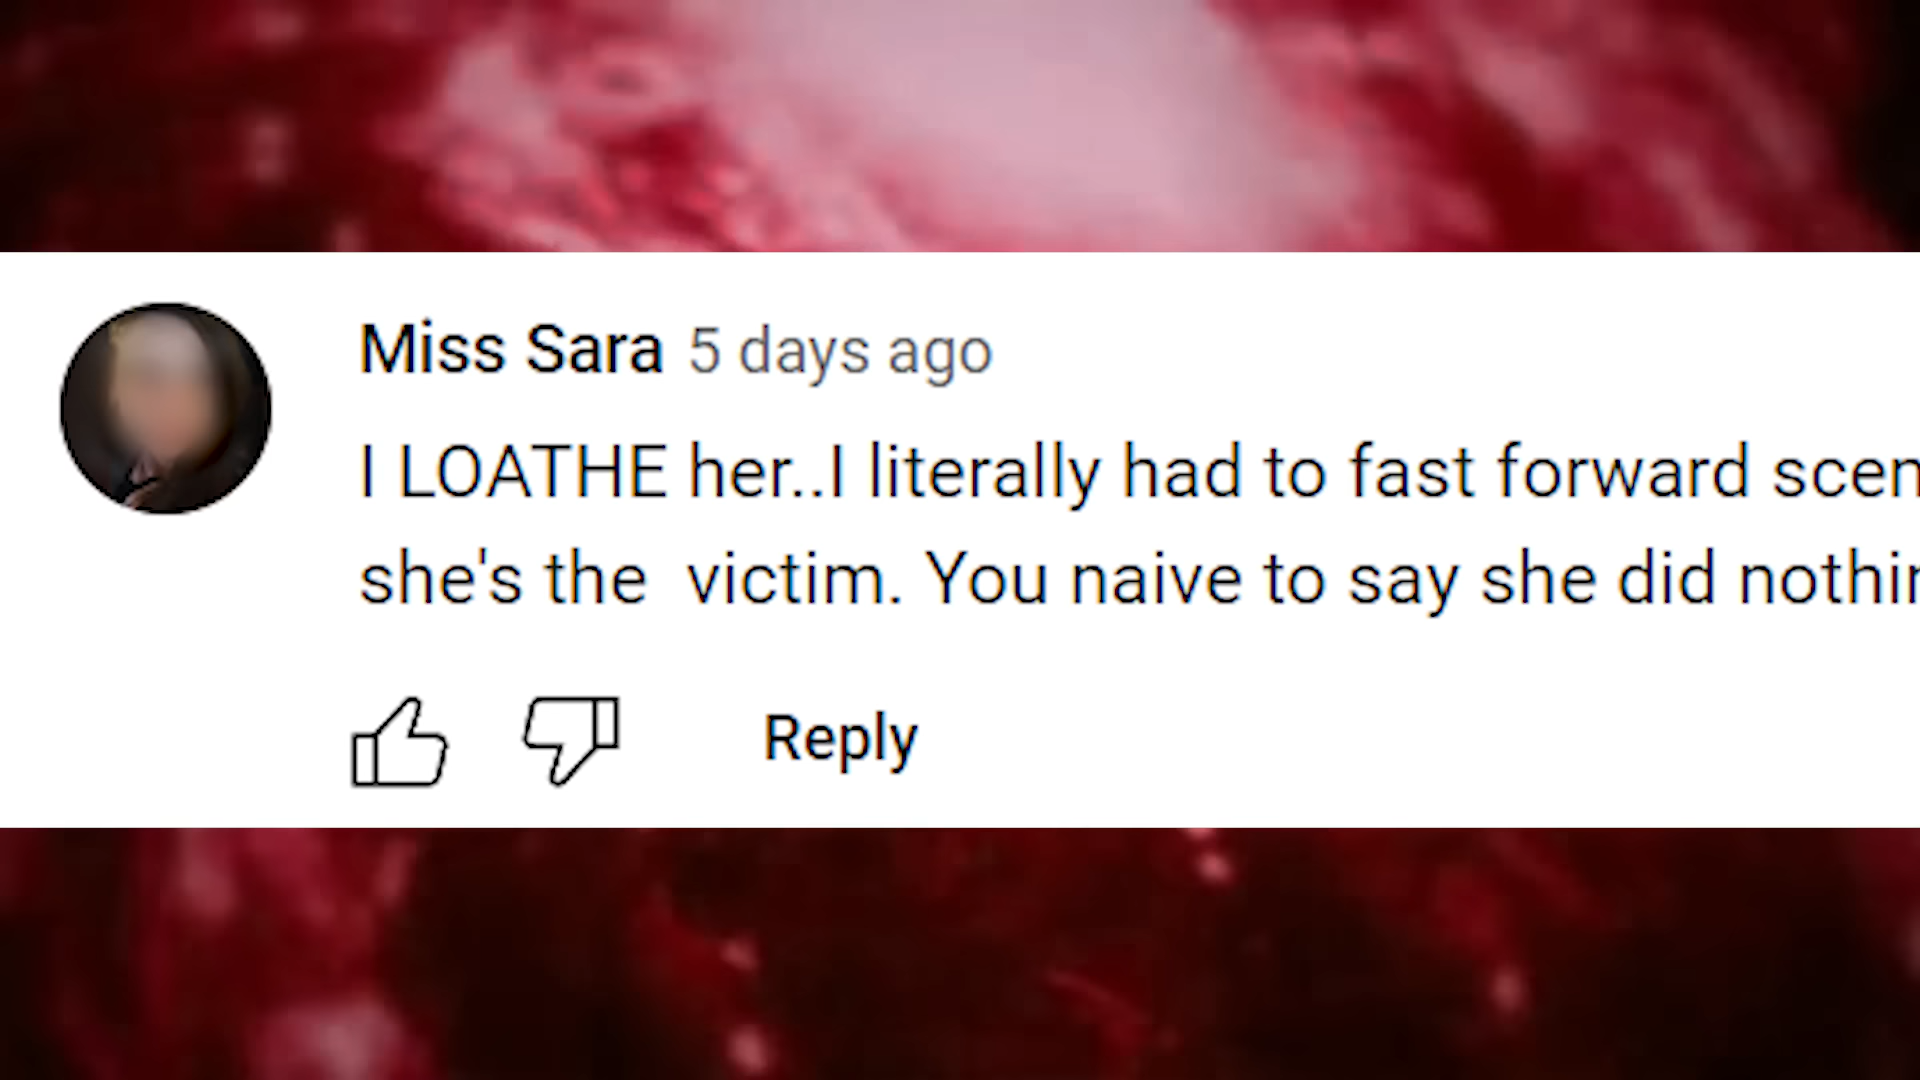 Miss Sara 5 days ago
I LOATHE her..I literally had to fast forward
she's the  victim. You naive to say she did
Reply